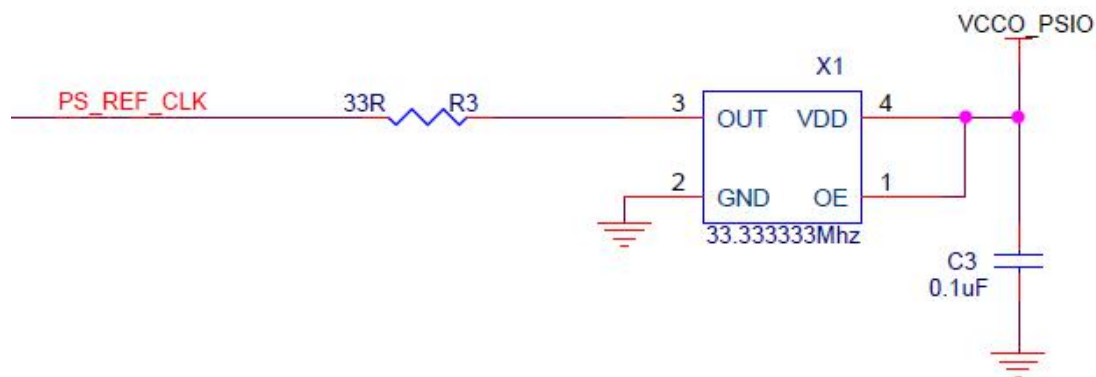 VCCO_PSIO
X1
PS_REF_CLK
33R R3
3 OUT VDD 4
2 GND OE 1
33.333333Mhz
C3
0.1uF